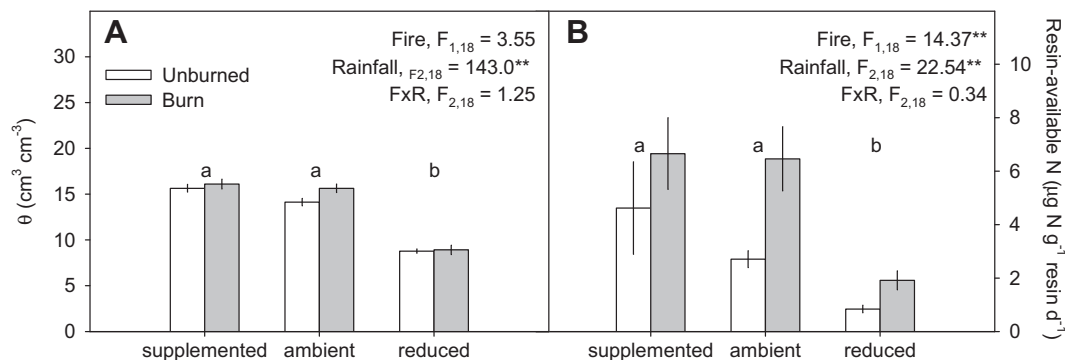 A
Fire, F1,18 = 3.55
Rainfall, F2,18 = 143.0**
FxR, F2,18 = 1.25
Unburned
Burn
a
a
b
θ (cm3 cm-3)
35
30
25
20
15
10
5
0
supplemented ambient reduced
B
Fire, F1,18 = 14.37**
Rainfall, F2,18 = 22.54**
FxR, F2,18 = 0.34
a
a
b
10
8
6
4
2
0
Resin-available N (μg N g-1 resin d-1)
supplemented ambient reduced